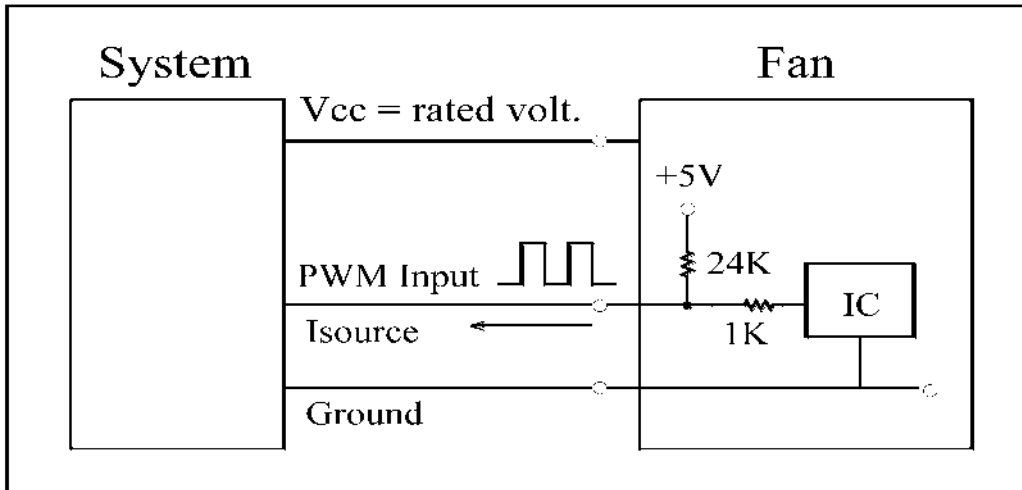 System
Fan
Vcc = rated volt.
+5V
24K
PWM Input
IC
1K
Isource
Ground